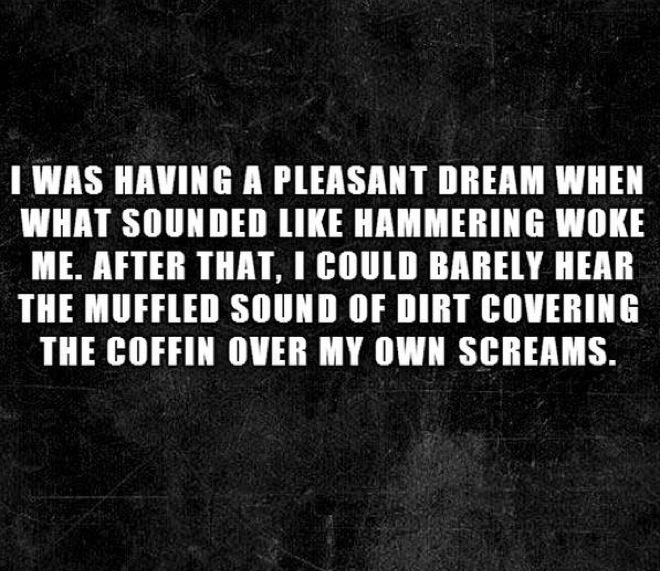 I WAS HAVING A PLEASANT DREAM WHEN
WHAT SOUNDED LIKE HAMMERING WOKE
ME. AFTER THAT, I COULD BARELY HEAR
THE MUFFLED SOUND OF DIRT COVERING
THE COFFIN OVER MY OWN SCREAMS.